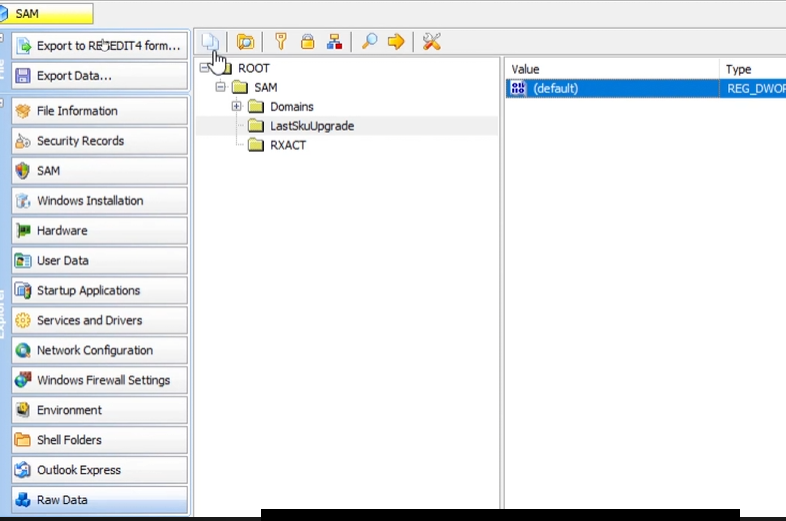 SAM
Export to REGEDIT4 form...
Export Data...
File Information
Security Records
SAM
Windows Installation
Hardware
User Data
Startup Applications
Services and Drivers
Network Configuration
Windows Firewall Settings
Environment
Shell Folders
Outlook Express
Raw Data
ROOT
SAM
Domains
LastSkuUpgrade
RXACT
Value Type
(default) REG_DWOR